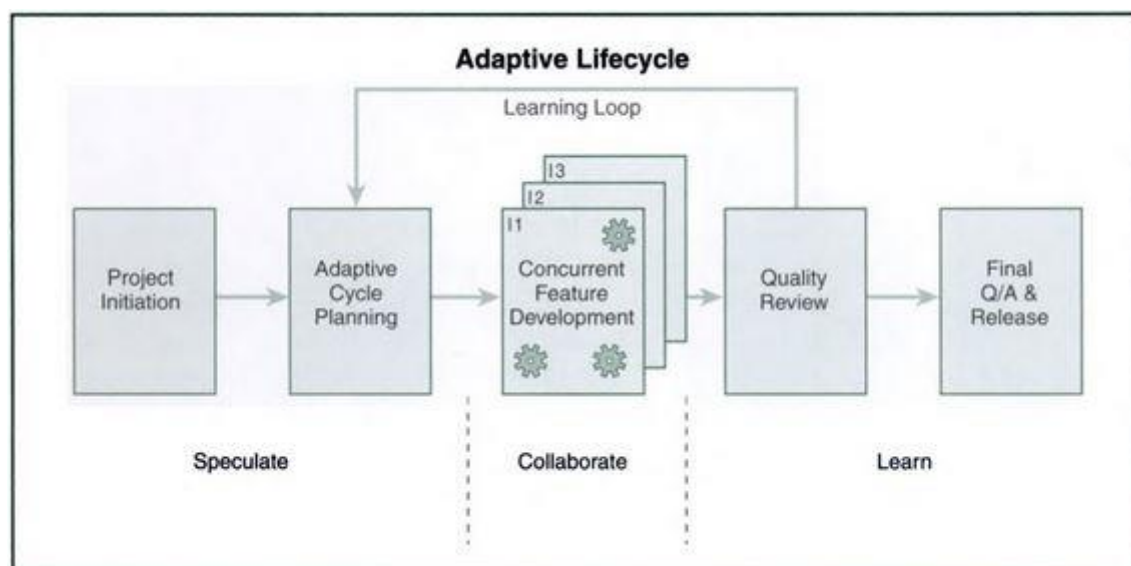 Adaptive Lifecycle
Learning Loop
Project
Initiation
Adaptive
Cycle
Planning
I3
I2
I1
Concurrent
Feature
Development
Quality
Review
Final
Q/A &
Release
Speculate
Collaborate
Learn